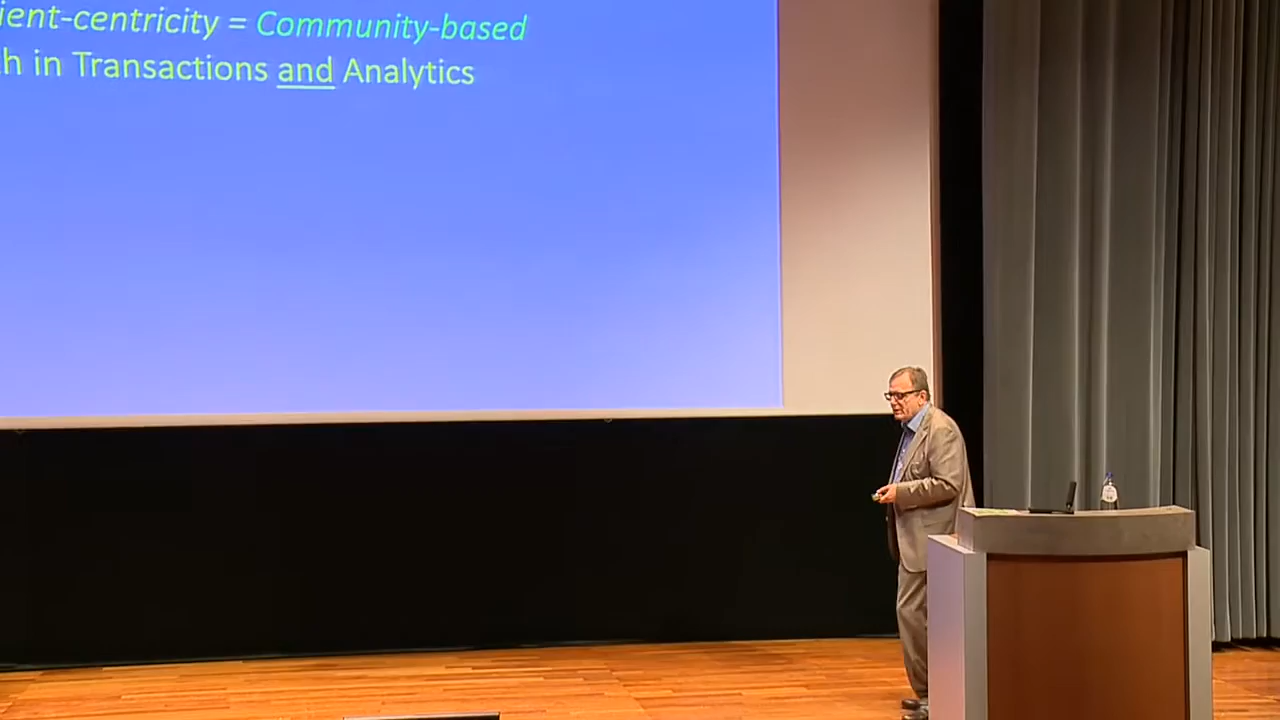 ient-centricity = Community-based
h in Transactions and Analytics